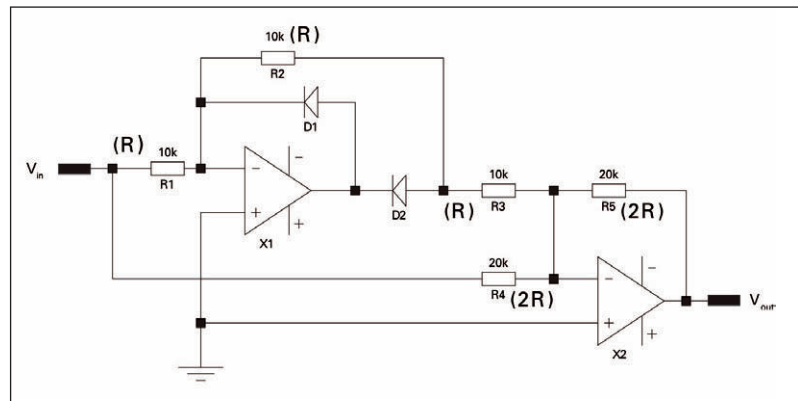 10k (R)
R2
D1
(R) 10k
V_in
R1
− −
+ +
X1
D2
(R)
10k
R3
20k
R5
(2R)
20k
R4 (2R)
− −
+ +
X2
V_out